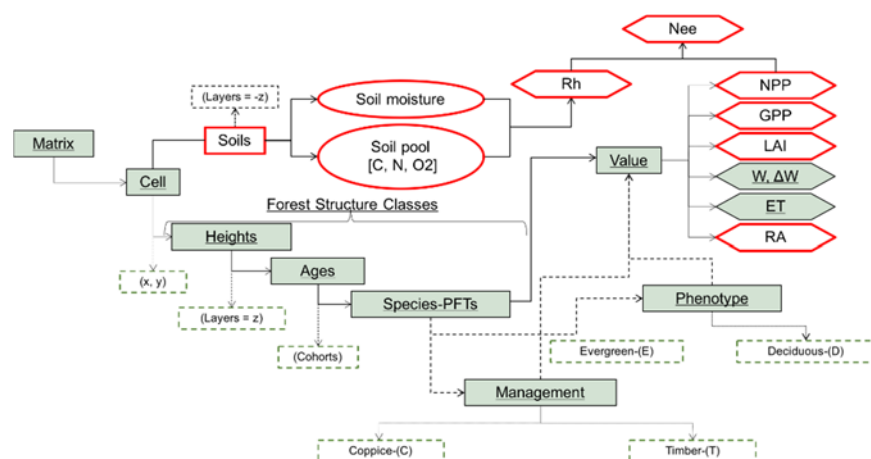 Nee
Rh
NPP
(Layers = -z)
Soil moisture
GPP
Matrix
Soils
Soil pool
[C, N, O2]
LAI
Cell
Value
W, ΔW
Forest Structure Classes
ET
Heights
RA
Ages
(x, y)
Species-PFTs
Phenotype
(Layers = z)
(Cohorts)
Evergreen-(E)
Deciduous-(D)
Management
Coppice-(C)
Timber-(T)